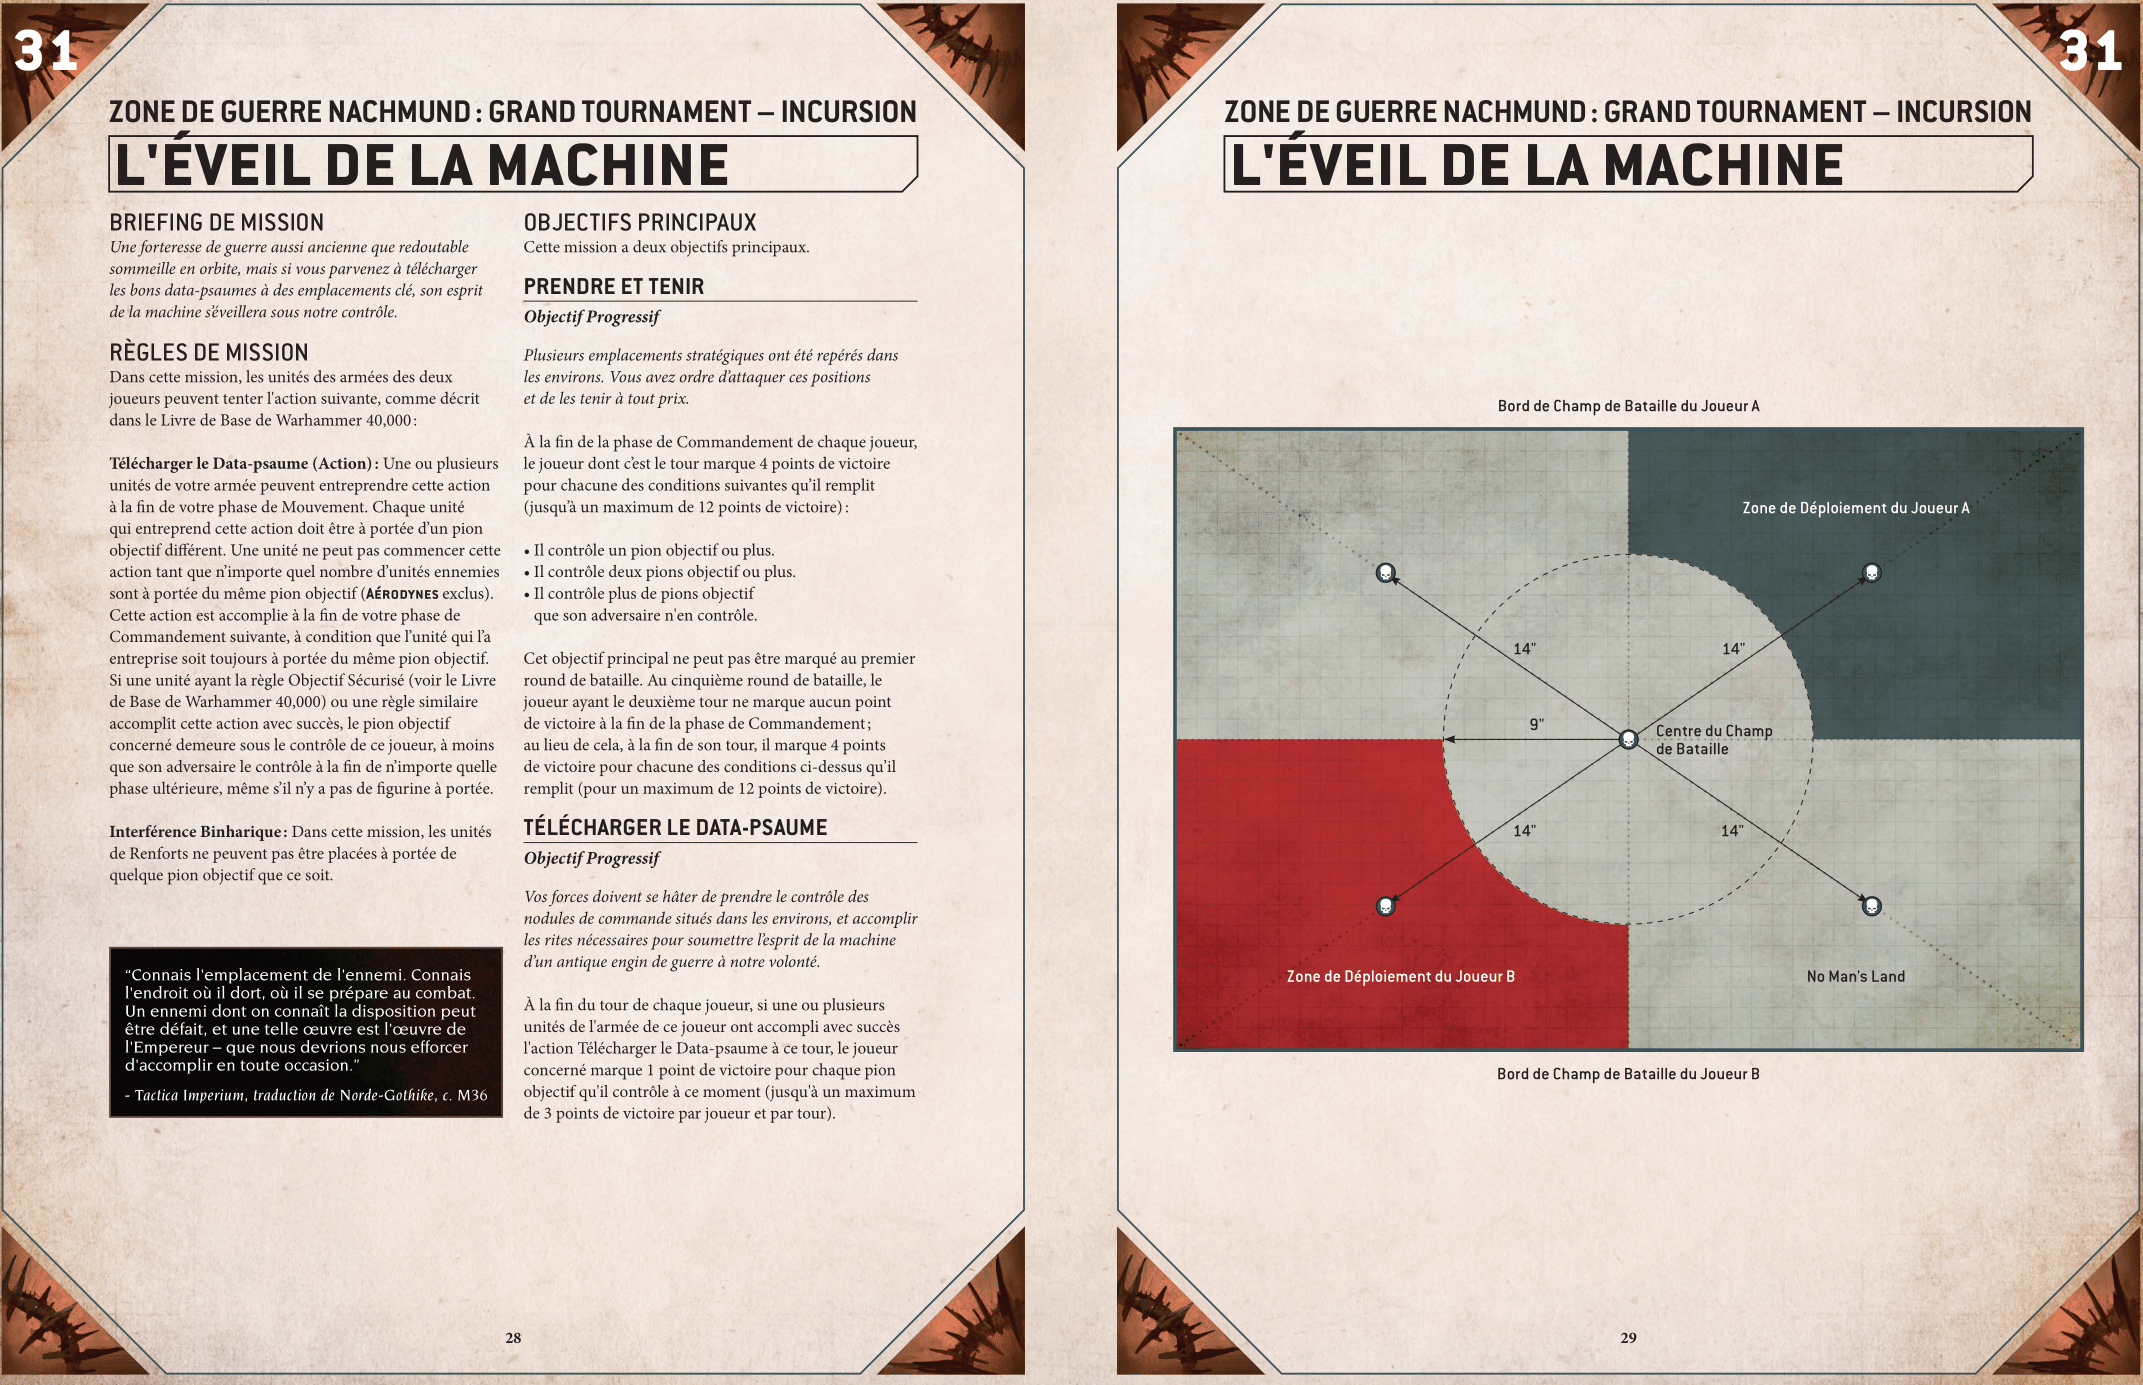 31
ZONE DE GUERRE NACHMUND : GRAND TOURNAMENT – INCURSION
L'ÉVEIL DE LA MACHINE
BRIEFING DE MISSION
Une forteresse de guerre aussi ancienne que redoutable
sommeille en orbite, mais si vous parvenez à télécharger
les bons data-psaumes à des emplacements clé, son esprit
de la machine s'éveillera sous notre contrôle.
RÈGLES DE MISSION
Dans cette mission, les unités des armées des deux
joueurs peuvent tenter l'action suivante, comme décrit
dans le Livre de Base de Warhammer 40,000 :
Télécharger le Data-psaume (Action) : Une ou plusieurs
unités de votre armée peuvent entreprendre cette action
à la fin de votre phase de Mouvement. Chaque unité
qui entreprend cette action doit être à portée d’un pion
objectif différent. Une unité ne peut pas commencer cette
action tant que n’importe quel nombre d’unités ennemies
sont à portée du même pion objectif (AÉRODYNES exclus).
Cette action est accomplie à la fin de votre phase de
Commandement suivante, à condition que l’unité qui l’a
entreprise soit toujours à portée du même pion objectif.
Si une unité ayant la règle Objectif Sécurisé (voir le Livre
de Base de Warhammer 40,000) ou une règle similaire
accomplit cette action avec succès, le pion objectif
concerné demeure sous le contrôle de ce joueur, à moins
que son adversaire le contrôle à la fin de n’importe quelle
phase ultérieure, même s’il n’y a pas de figurine à portée.
Interférence Binharique : Dans cette mission, les unités
de Renforts ne peuvent pas être placées à portée de
quelque pion objectif que ce soit.
“Connais l'emplacement de l'ennemi. Connais
l'endroit où il dort, où il se prépare au combat.
Un ennemi dont on connaît la disposition peut
être défait, et une telle œuvre est l'œuvre de
l'Empereur – que nous devrions nous efforcer
d'accomplir en toute occasion.”
- Tactica Imperium, traduction de Norde-Gothike, c. M36
OBJECTIFS PRINCIPAUX
Cette mission a deux objectifs principaux.
PRENDRE ET TENIR
Objectif Progressif
Plusieurs emplacements stratégiques ont été repérés dans
les environs. Vous avez ordre d’attaquer ces positions
et de les tenir à tout prix.
À la fin de la phase de Commandement de chaque joueur,
le joueur dont c’est le tour marque 4 points de victoire
pour chacune des conditions suivantes qu’il remplit
(jusqu’à un maximum de 12 points de victoire) :
• Il contrôle un pion objectif ou plus.
• Il contrôle deux pions objectif ou plus.
• Il contrôle plus de pions objectif
que son adversaire n'en contrôle.
Cet objectif principal ne peut pas être marqué au premier
round de bataille. Au cinquième round de bataille, le
joueur ayant le deuxième tour ne marque aucun point
de victoire à la fin de la phase de Commandement ;
au lieu de cela, à la fin de son tour, il marque 4 points
de victoire pour chacune des conditions ci-dessus qu’il
remplit (pour un maximum de 12 points de victoire).
TÉLÉCHARGER LE DATA-PSAUME
Objectif Progressif
Vos forces doivent se hâter de prendre le contrôle des
nodules de commande situés dans les environs, et accomplir
les rites nécessaires pour soumettre l’esprit de la machine
d’un antique engin de guerre à notre volonté.
À la fin du tour de chaque joueur, si une ou plusieurs
unités de l'armée de ce joueur ont accompli avec succès
l'action Télécharger le Data-psaume à ce tour, le joueur
concerné marque 1 point de victoire pour chaque pion
objectif qu'il contrôle à ce moment (jusqu'à un maximum
de 3 points de victoire par joueur et par tour).
28
31
ZONE DE GUERRE NACHMUND : GRAND TOURNAMENT – INCURSION
L'ÉVEIL DE LA MACHINE
Bord de Champ de Bataille du Joueur A
Zone de Déploiement du Joueur A
14"
14"
9"
Centre du Champ
de Bataille
14"
14"
Zone de Déploiement du Joueur B
No Man's Land
Bord de Champ de Bataille du Joueur B
29